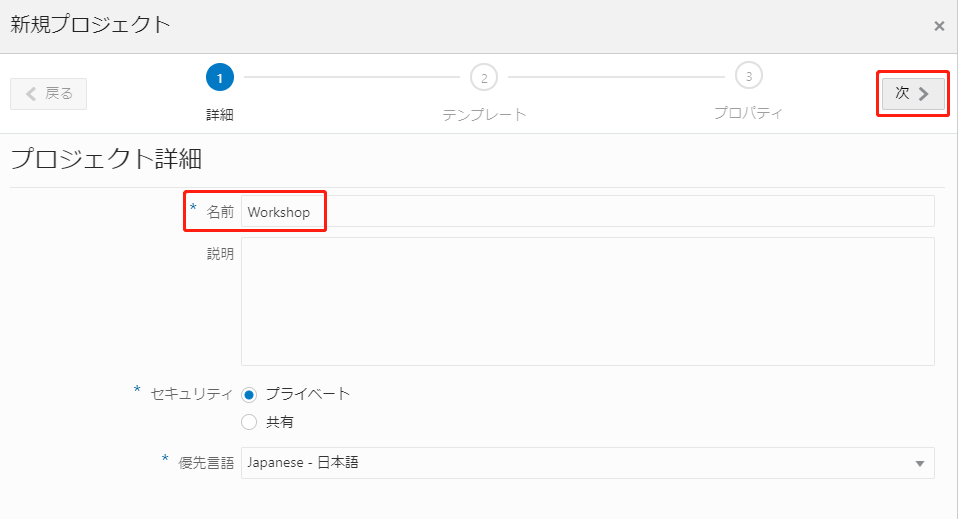 新規プロジェクト ×
戻る 1 2 3 次
詳細 テンプレート プロパティ
プロジェクト詳細
* 名前 Workshop
説明
* セキュリティ プライベート
共有
* 優先言語 Japanese - 日本語